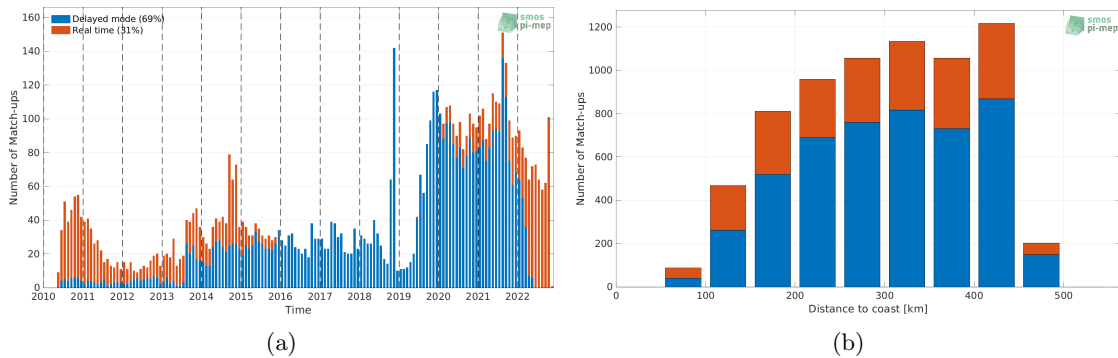 160
140
120
100
80
60
40
20
0
Number of Match-ups
Delayed mode (69%)
Real time (31%)
smos
pi-mep
2010 2011 2012 2013 2014 2015 2016 2017 2018 2019 2020 2021 2022
Time
(a)
1200
1000
800
600
400
200
0
Number of Match-ups
smos
pi-mep
0 100 200 300 400 500
Distance to coast [km]
(b)